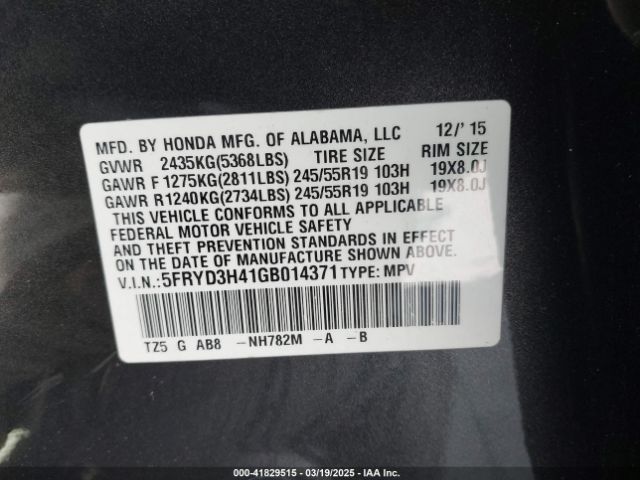 MFD. BY HONDA MFG. OF ALABAMA, LLC 12/' 15
GVWR 2435KG(5368LBS) TIRE SIZE RIM SIZE
GAWR F 1275KG(2811LBS) 245/55R19 103H 19X8.0J
GAWR R 1240KG(2734LBS) 245/55R19 103H 19X8.0J
THIS VEHICLE CONFORMS TO ALL APPLICABLE
FEDERAL MOTOR VEHICLE SAFETY
AND THEFT PREVENTION STANDARDS IN EFFECT
ON THE DATE OF MANUFACTURE SHOWN ABOVE.
V.I.N.:5FRYD3H41GB014371 TYPE: MPV
TZ5 G AB8 -NH782M -A -B
000-41829515 - 03/19/2025 - IAAI.COM